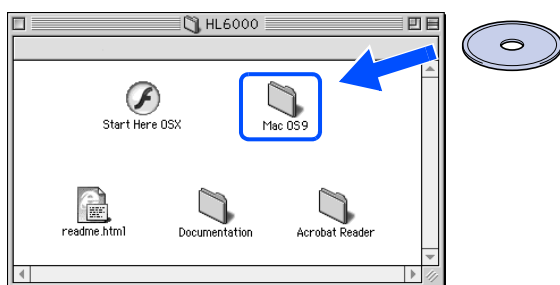 HL6000
Start Here OSX
Mac OS9
readme.html
Documentation
Acrobat Reader